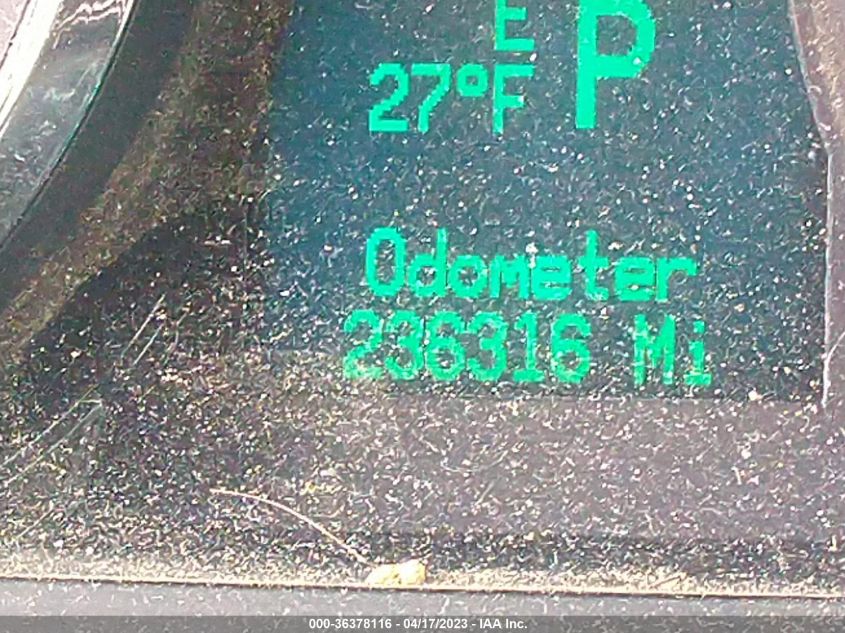 E
P
27°F
Odometer
236316 Mi
000-36378116 - 04/17/2023 - IAA Inc.